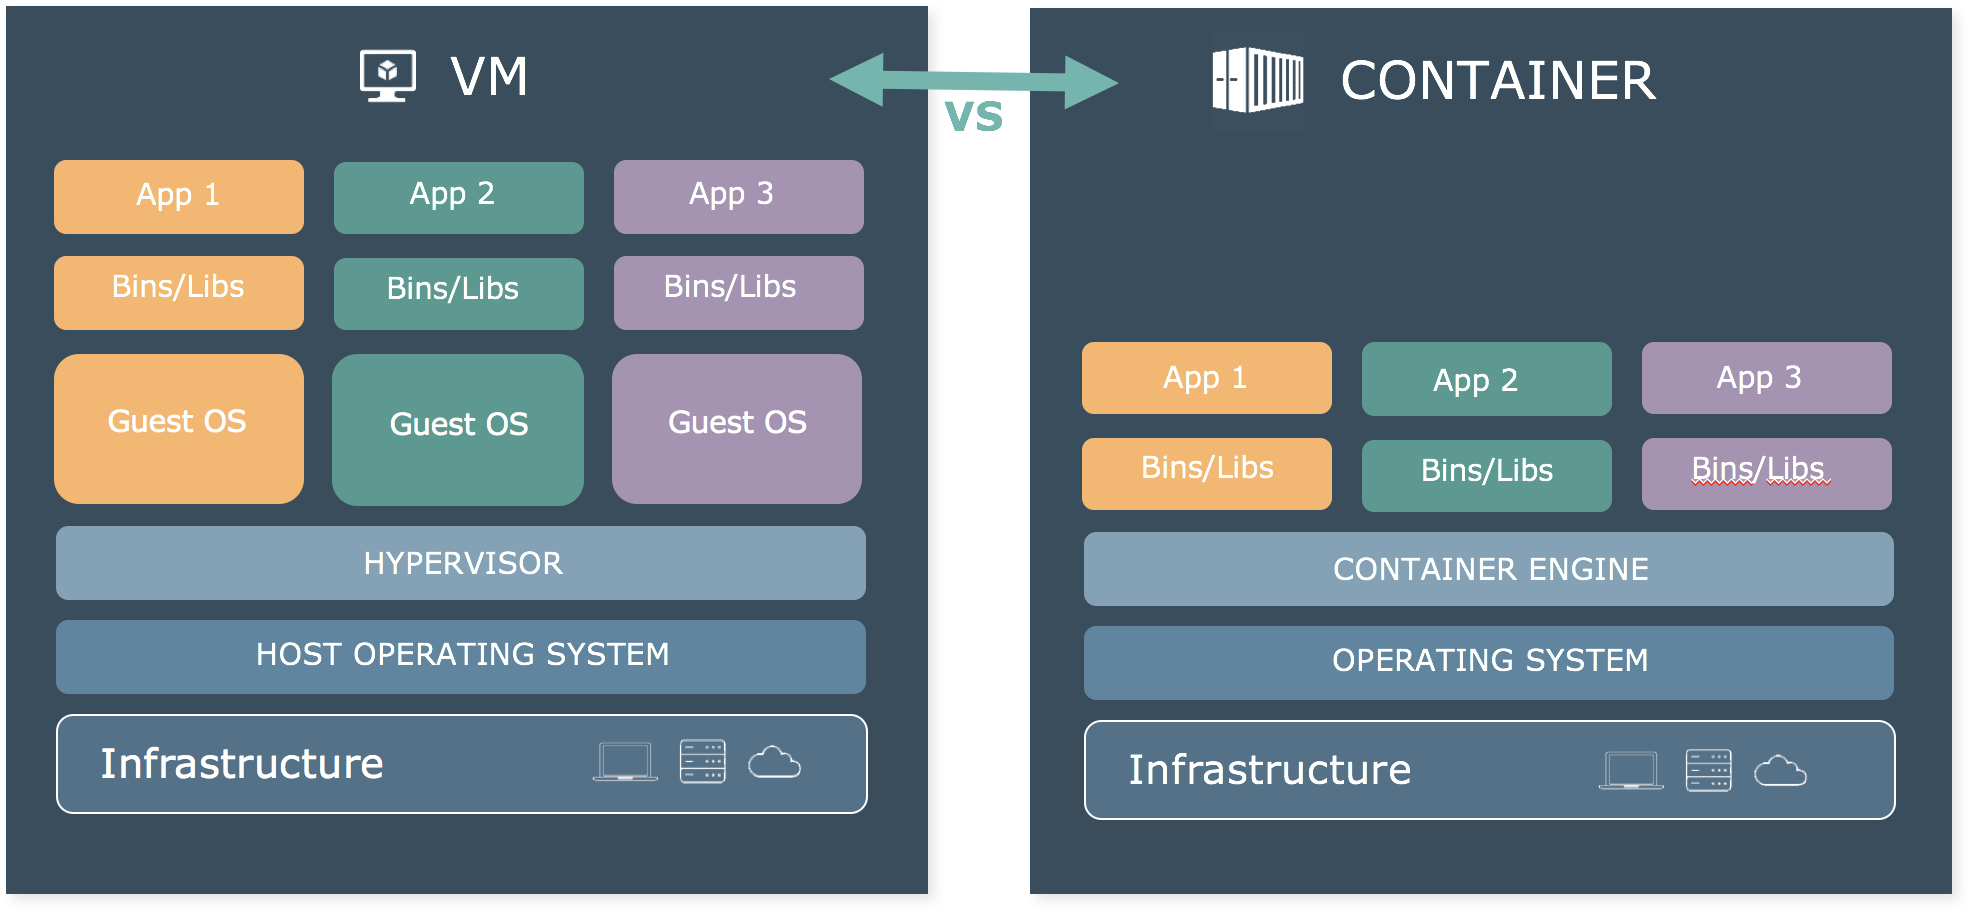 VM
VS
CONTAINER
App 1
App 2
App 3
Bins/Libs
Bins/Libs
Bins/Libs
Guest OS
Guest OS
Guest OS
HYPERVISOR
HOST OPERATING SYSTEM
Infrastructure
App 1
App 2
App 3
Bins/Libs
Bins/Libs
Bins/Libs
CONTAINER ENGINE
OPERATING SYSTEM
Infrastructure